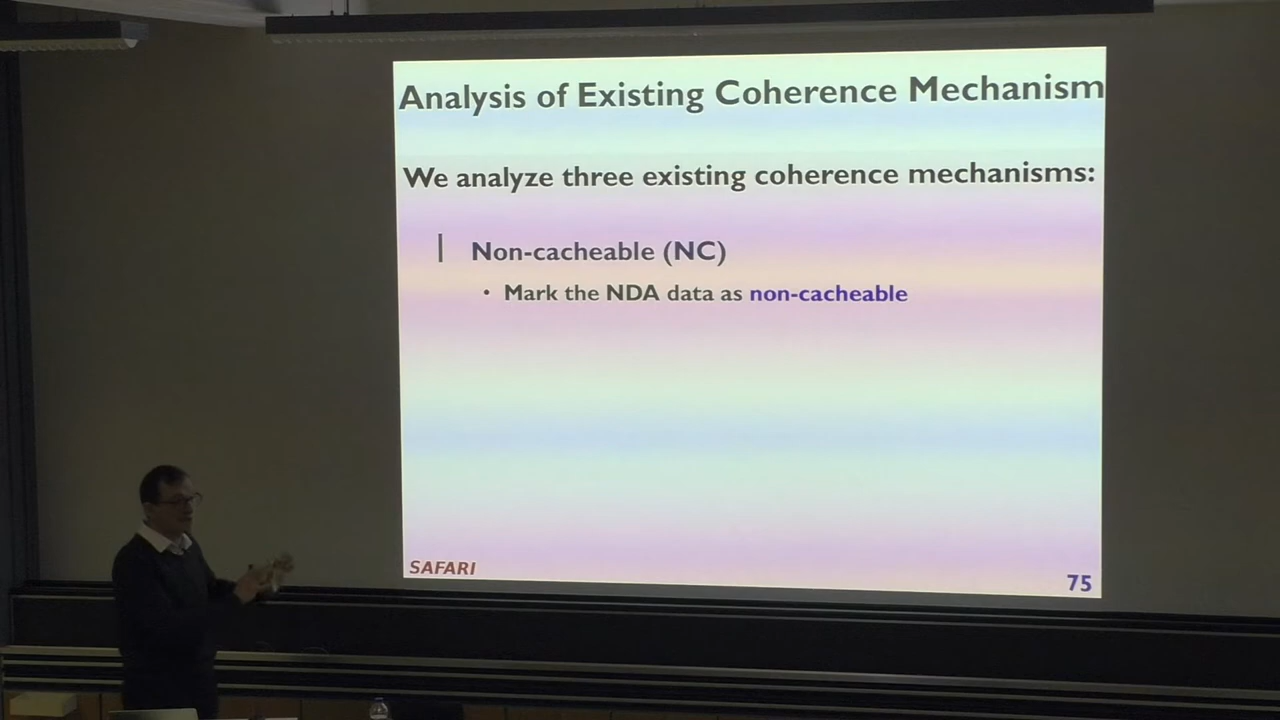 Analysis of Existing Coherence Mechanism
We analyze three existing coherence mechanisms:
| Non-cacheable (NC)
• Mark the NDA data as non-cacheable
SAFARI
75